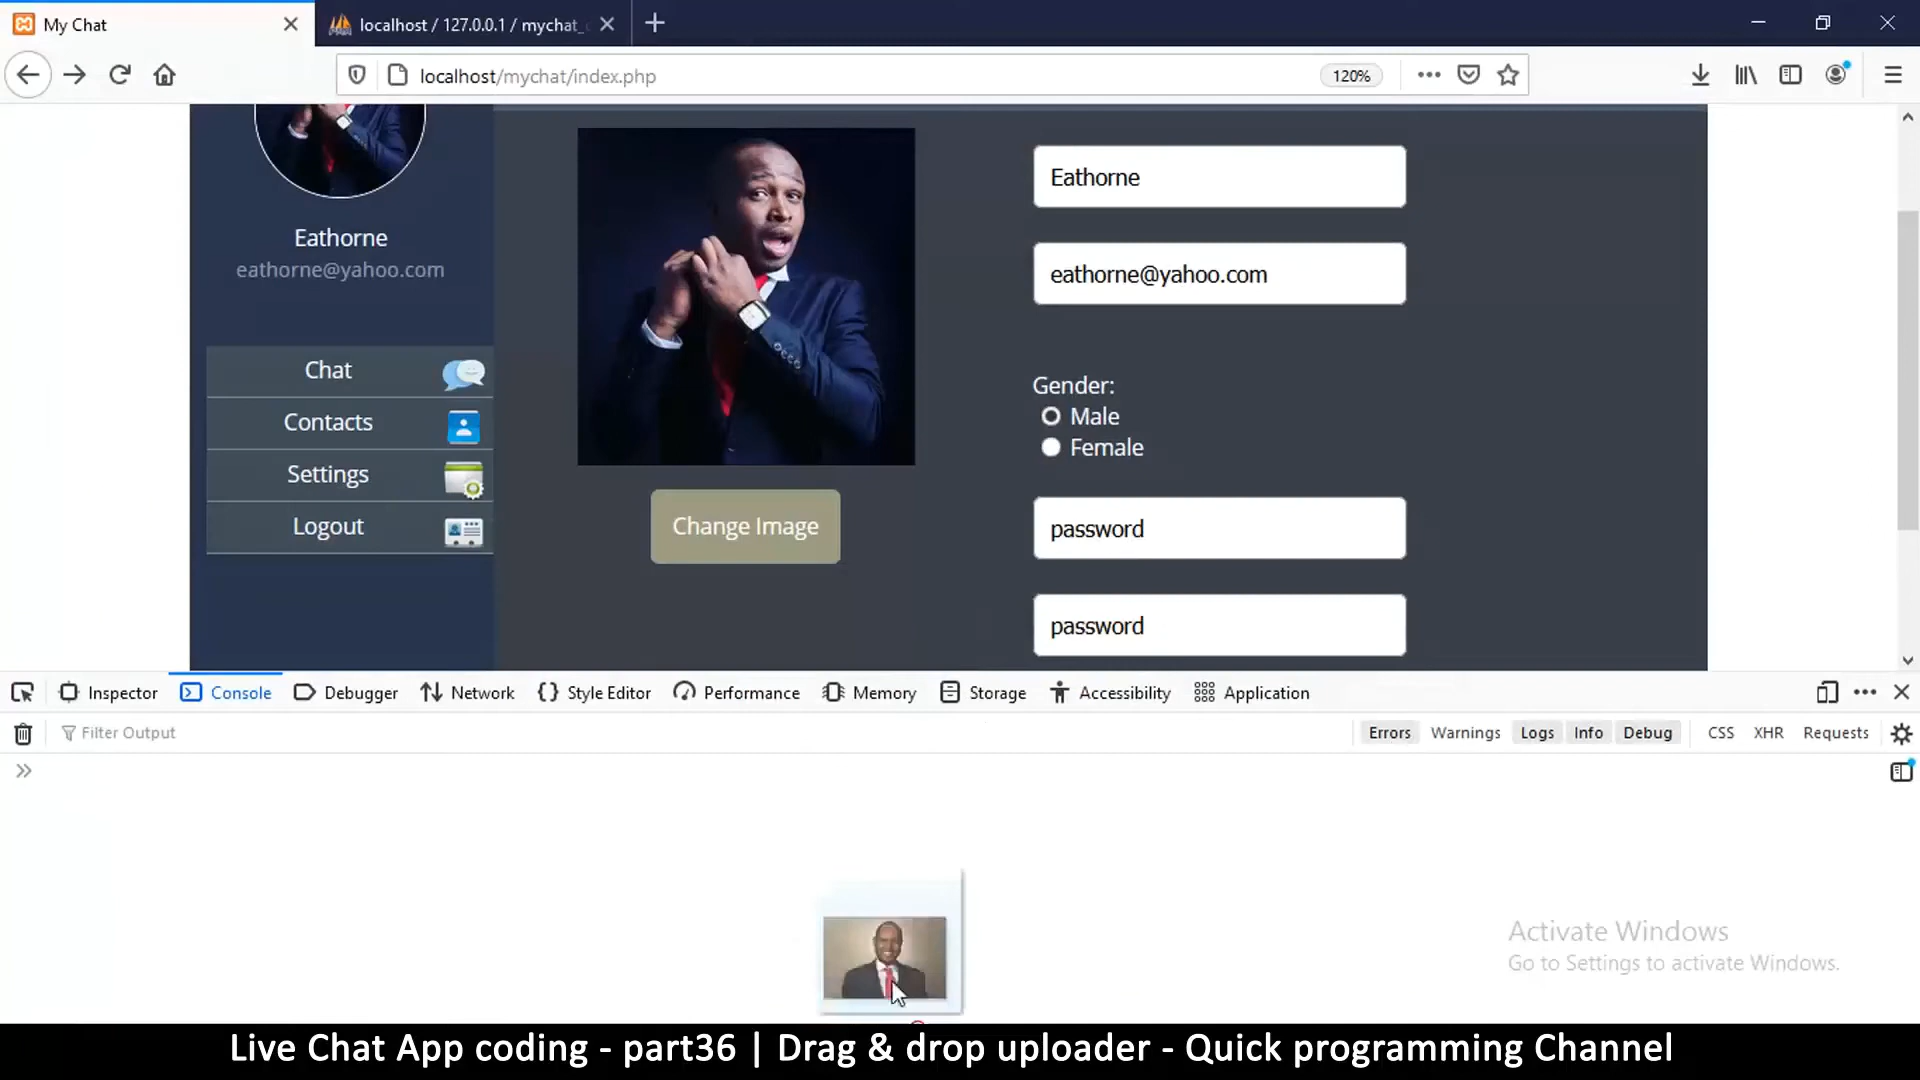 My Chat
localhost / 127.0.0.1 / mychat_
localhost/mychat/index.php
120%
Eathorne
eathorne@yahoo.com
Chat
Contacts
Settings
Logout
Change Image
Eathorne
eathorne@yahoo.com
Gender:
Male
Female
password
password
Inspector Console Debugger Network Style Editor Performance Memory Storage Accessibility Application
Filter Output
Errors Warnings Logs Info Debug CSS XHR Requests
Activate Windows
Go to Settings to activate Windows.
Live Chat App coding - part36 | Drag & drop uploader - Quick programming Channel